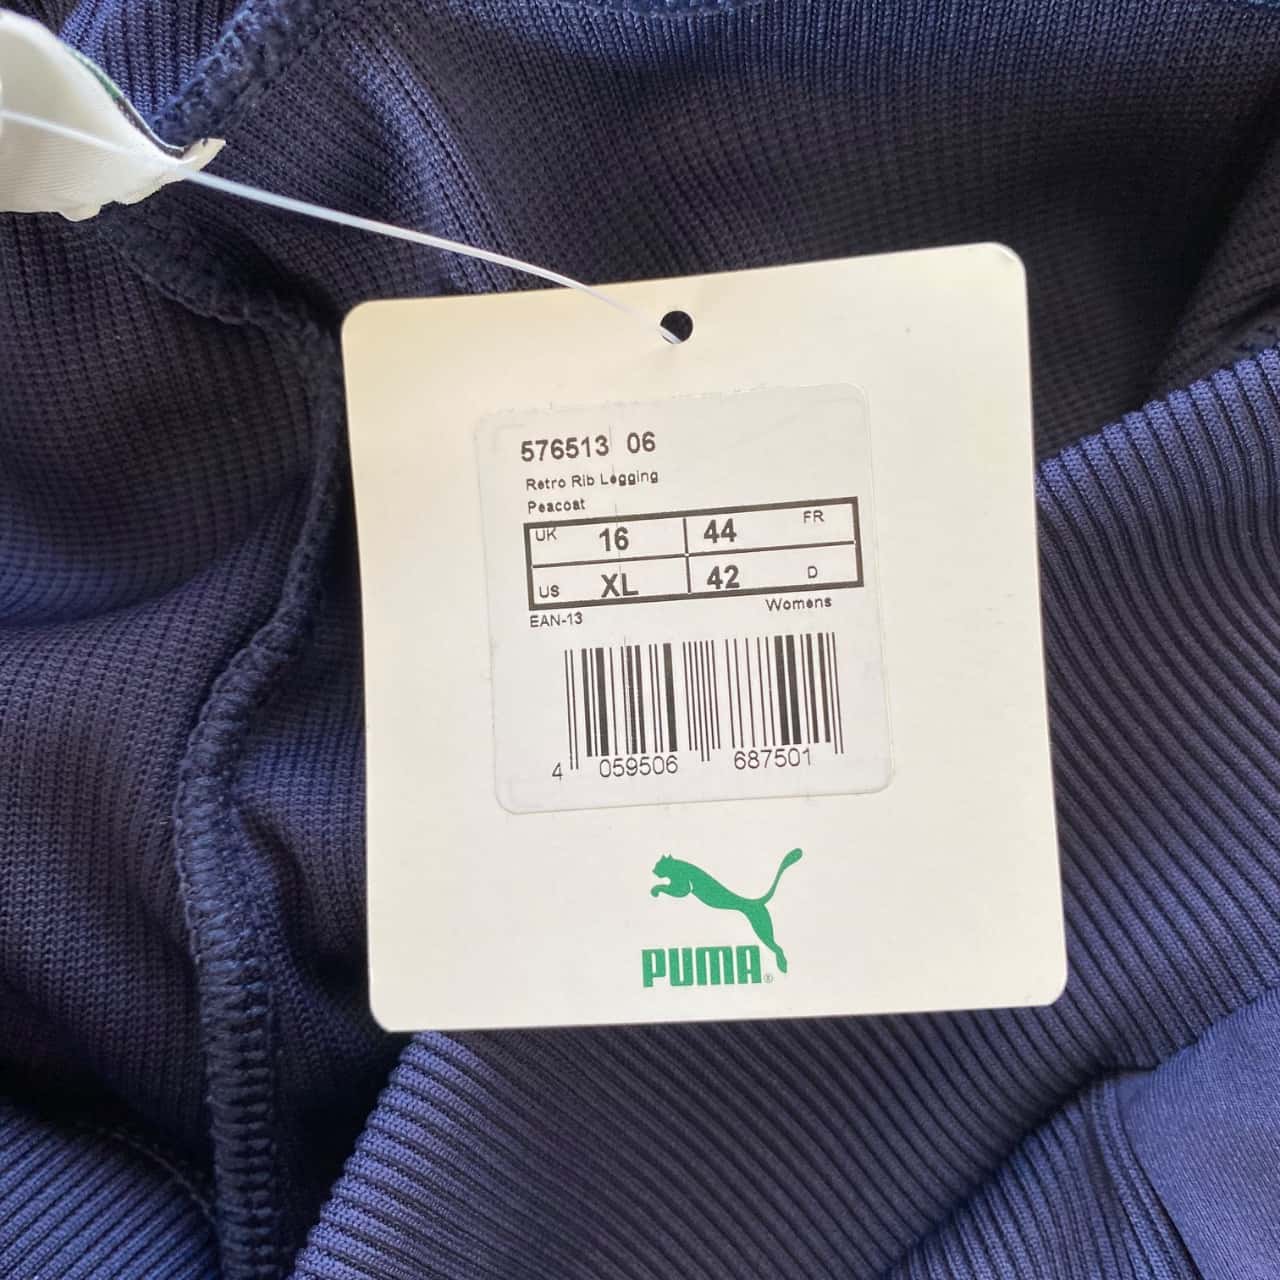 576513 06
Retro Rib Legging
Peacoat
UK 16 44 FR
US XL 42 D
EAN-13 Womens
4 059506 687501
PUMA®